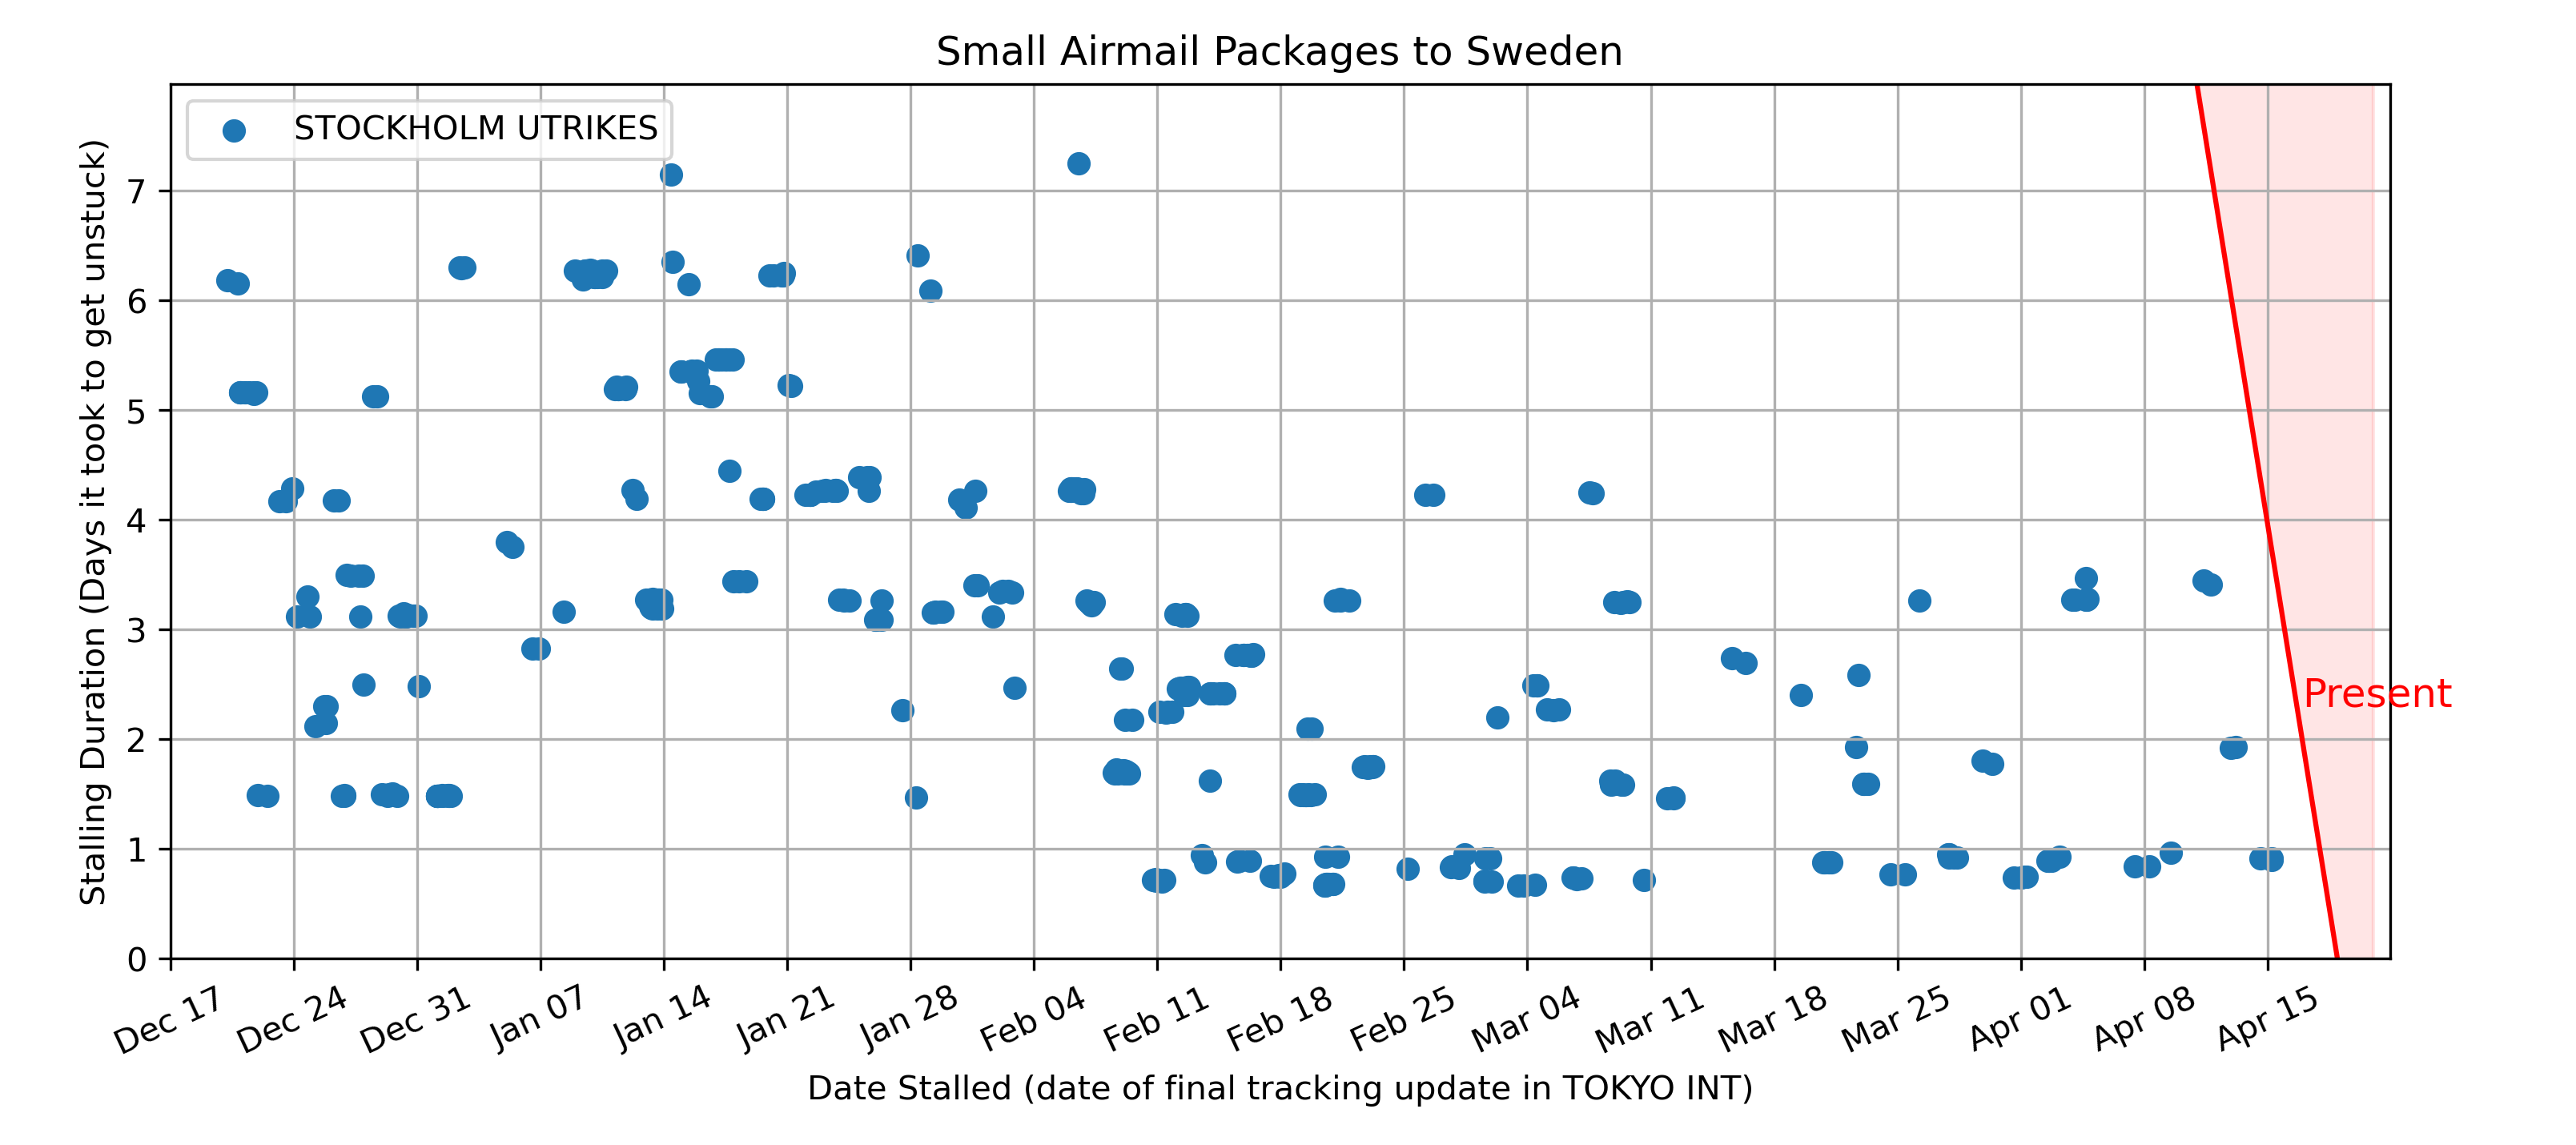 Small Airmail Packages to Sweden
STOCKHOLM UTRIKES
Stalling Duration (Days it took to get unstuck)
7
6
5
4
3
2
1
0
Present
Dec 17
Dec 24
Dec 31
Jan 07
Jan 14
Jan 21
Jan 28
Feb 04
Feb 11
Feb 18
Feb 25
Mar 04
Mar 11
Mar 18
Mar 25
Apr 01
Apr 08
Apr 15
Date Stalled (date of final tracking update in TOKYO INT)